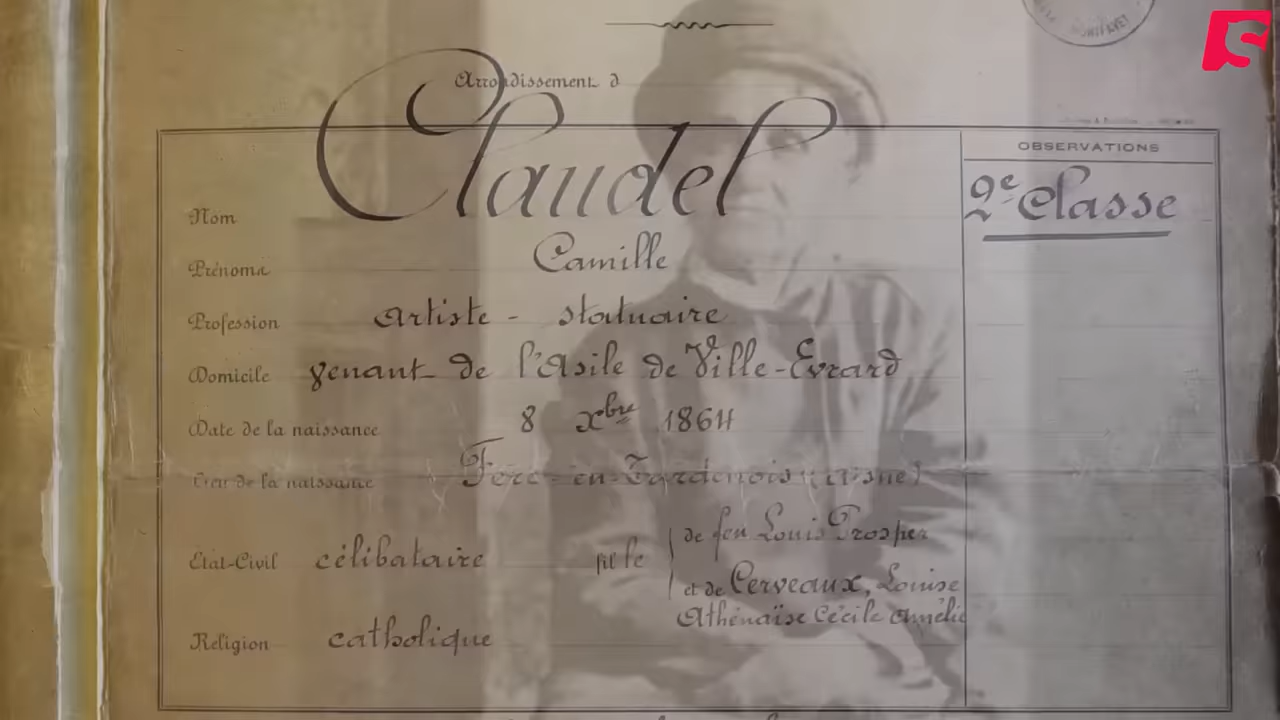 MONTFAVET
Arrondissement d
OBSERVATIONS
Nom Claudel 2e Classe
Prénoms Camille
Profession Artiste - statuaire
Domicile venant de l'Asile de Ville-Evrard
Date de la naissance 8 Xbre 1864
Lieu de la naissance Fère-en-Tardenois (Aisne)
Etat-Civil célibataire fille de feu Louis Prosper
et de Cerveaux, Louise
Athénaïse Cécile Amélie
Religion catholique